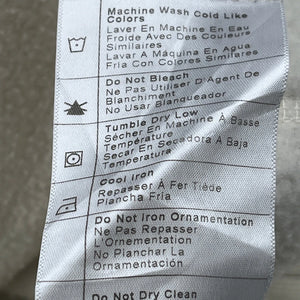 Machine Wash Cold Like
Colors
Laver En Machine En Eau
Froide Avec Des Couleurs
Similaires
Lavar A Máquina En Agua
Fria Con Colores Similares
Do Not Bleach
Ne Pas Utiliser D'Agent De
Blanchiment
No Usar Blanqueador
Tumble Dry Low
Sécher En Machine À Basse
Température
Secar En Secadora A Baja
Temperatura
Cool Iron
Repasser À Fer Tiède
Plancha Fria
Do Not Iron Ornamentation
Ne Pas Repasser
L'Ornementation
No Planchar La
Ornamentación
Do Not Dry Clean